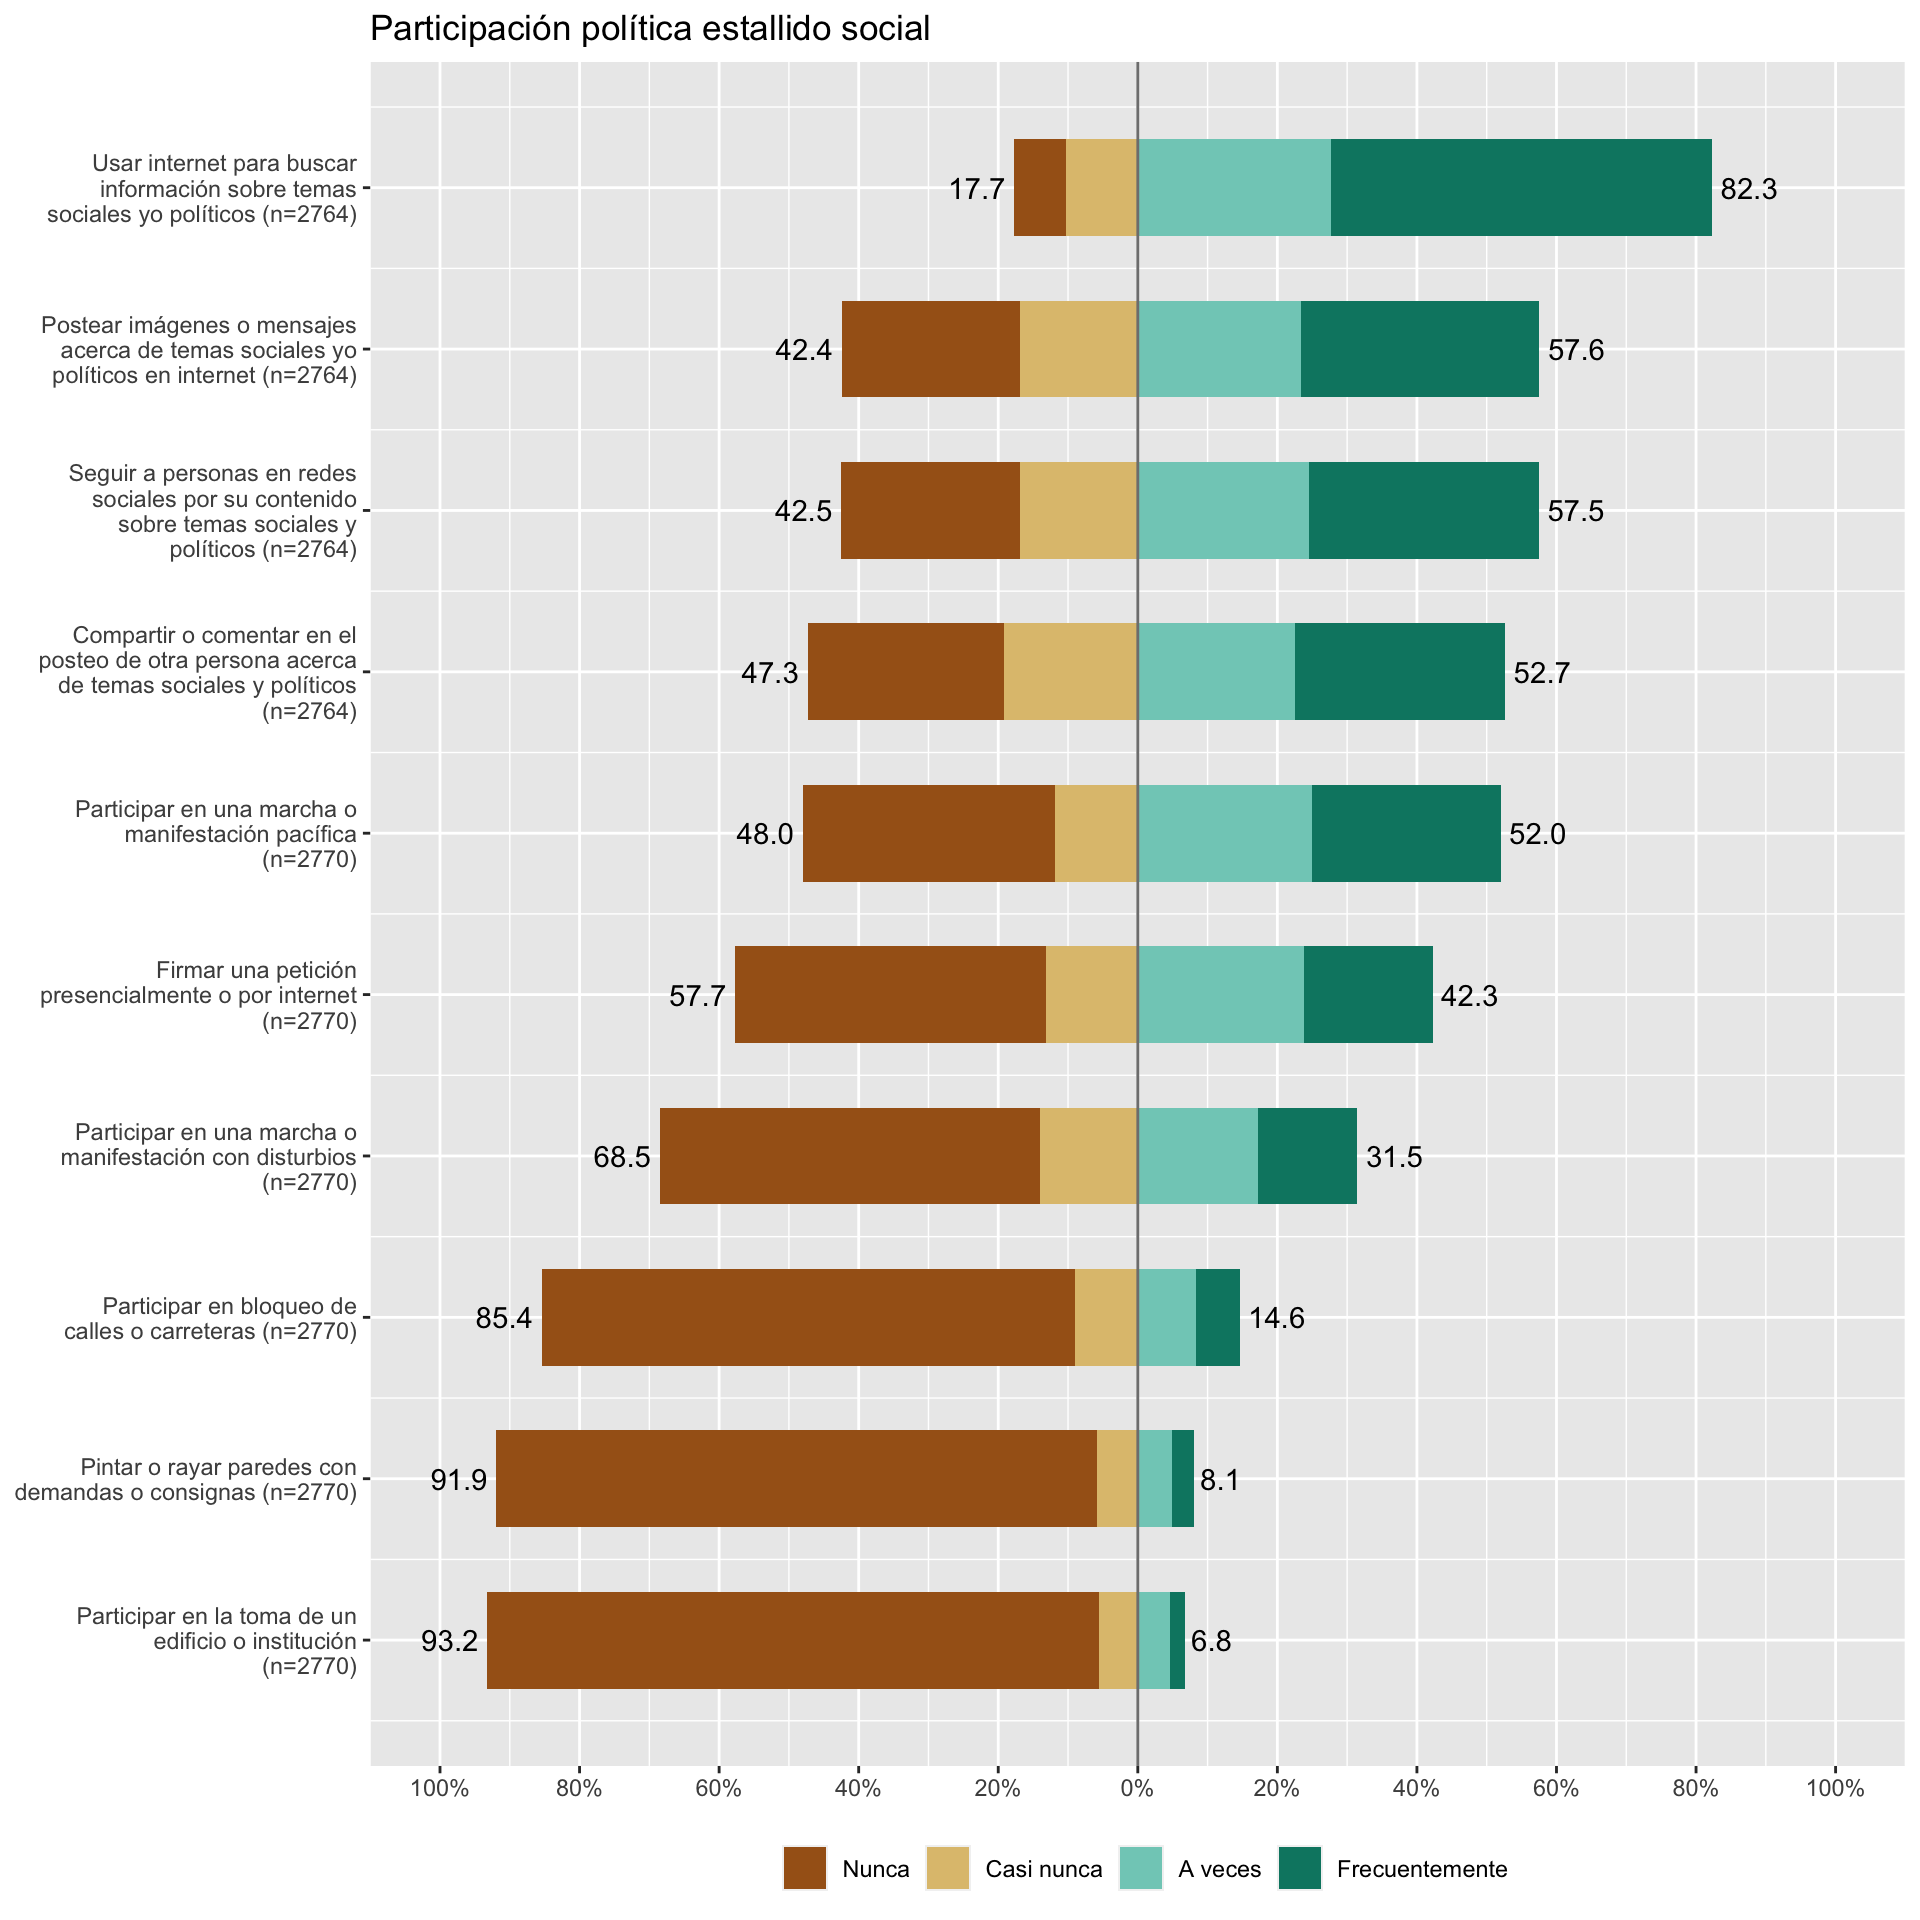 Participación política estallido social
Usar internet para buscar
información sobre temas
sociales yo políticos (n=2764)
17.7
82.3
Postear imágenes o mensajes
acerca de temas sociales yo
políticos en internet (n=2764)
42.4
57.6
Seguir a personas en redes
sociales por su contenido
sobre temas sociales y
políticos (n=2764)
42.5
57.5
Compartir o comentar en el
posteo de otra persona acerca
de temas sociales y políticos
(n=2764)
47.3
52.7
Participar en una marcha o
manifestación pacífica
(n=2770)
48.0
52.0
Firmar una petición
presencialmente o por internet
(n=2770)
57.7
42.3
Participar en una marcha o
manifestación con disturbios
(n=2770)
68.5
31.5
Participar en bloqueo de
calles o carreteras (n=2770)
85.4
14.6
Pintar o rayar paredes con
demandas o consignas (n=2770)
91.9
8.1
Participar en la toma de un
edificio o institución
(n=2770)
93.2
6.8
100% 80% 60% 40% 20% 0% 20% 40% 60% 80% 100%
Nunca Casi nunca A veces Frecuentemente